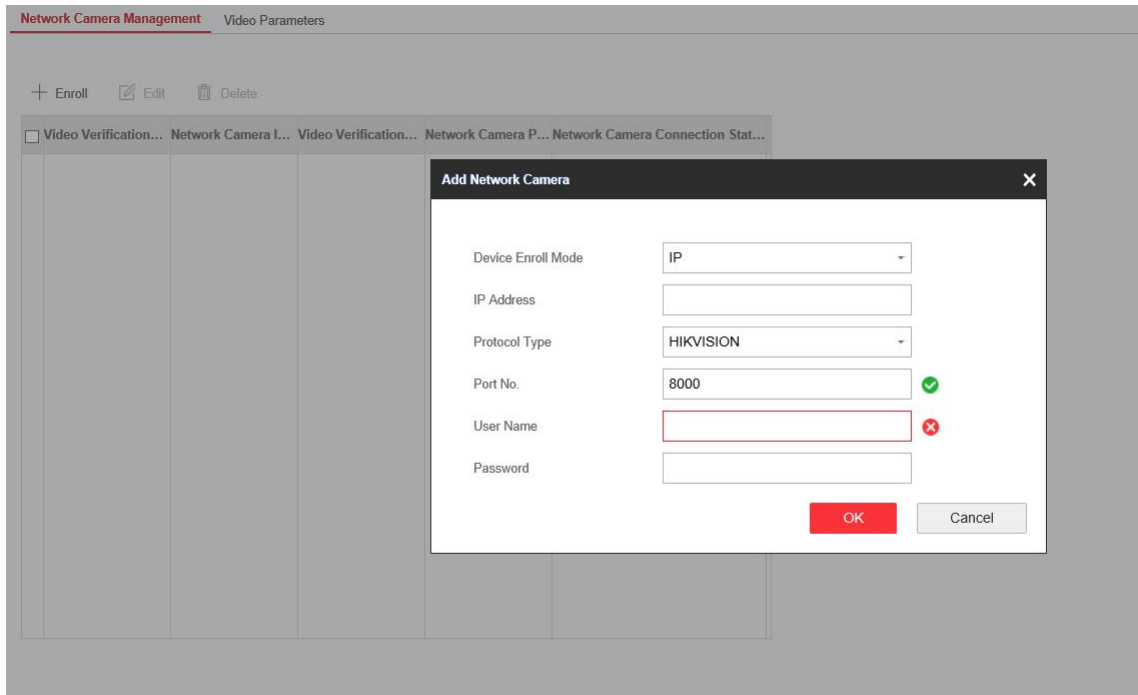 Network Camera Management Video Parameters
Enroll Edit Delete
Video Verification... Network Camera I... Video Verification... Network Camera P... Network Camera Connection Stat...
Add Network Camera
Device Enroll Mode IP
IP Address
Protocol Type HIKVISION
Port No. 8000
User Name
Password
OK Cancel